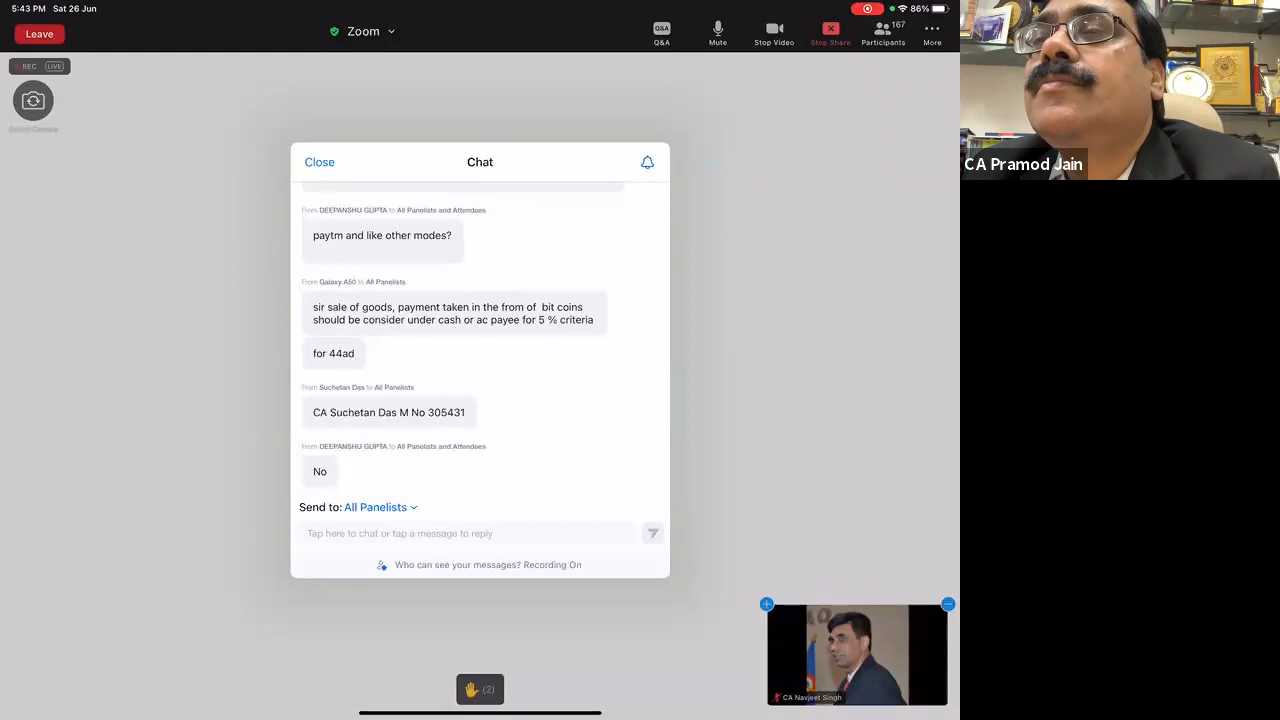 5:43 PM Sat 26 Jun
86%
Leave
Zoom
Q&A
Q&A
Mute
Stop Video
Stop Share
167
Participants
More
REC LIVE
Close
Chat
From DEEPANSHU GUPTA to All Panelists and Attendees
paytm and like other modes?
From Galaxy A50 to All Panelists
sir sale of goods, payment taken in the from of bit coins
should be consider under cash or ac payee for 5 % criteria
for 44ad
From Suchetan Das to All Panelists
CA Suchetan Das M No 305431
From DEEPANSHU GUPTA to All Panelists and Attendees
No
Send to: All Panelists
Tap here to chat or tap a message to reply
Who can see your messages? Recording On
(2)
CA Navjeet Singh
CA Pramod Jain